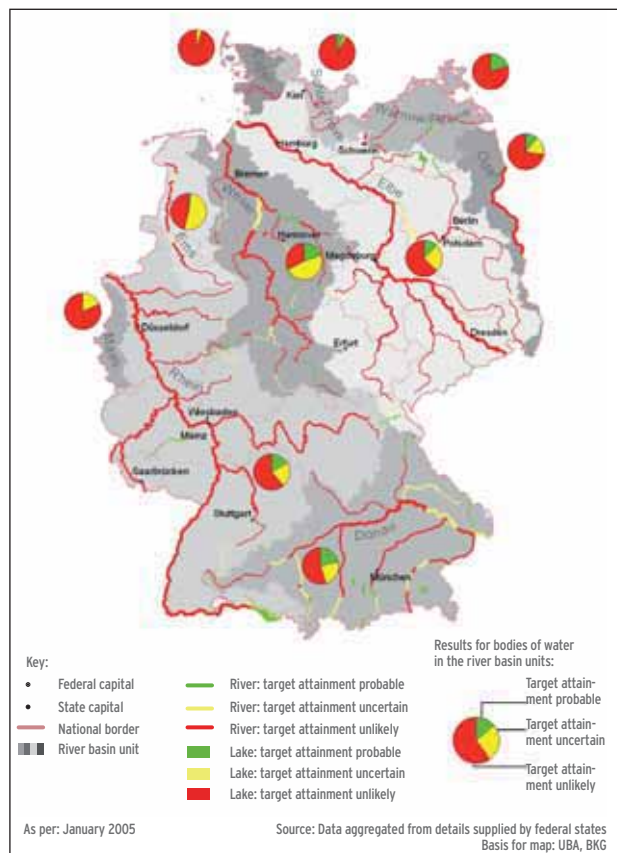 Kiel
Schlei/Trave
Warnow-Peene
Hamburg
Schwerin
Oder
Bremen
Elbe
Weser
Berlin
Ems
Hannover
Potsdam
Magdeburg
Düsseldorf
Dresden
Maas
Erfurt
Rhein
Wiesbaden
Mainz
Saarbrücken
Stuttgart
Donau
München
Key:
Federal capital
State capital
National border
River basin unit
River: target attainment probable
River: target attainment uncertain
River: target attainment unlikely
Lake: target attainment probable
Lake: target attainment uncertain
Lake: target attainment unlikely
Results for bodies of water
in the river basin units:
Target attain-
ment probable
Target attain-
ment uncertain
Target attain-
ment unlikely
As per: January 2005
Source: Data aggregated from details supplied by federal states
Basis for map: UBA, BKG